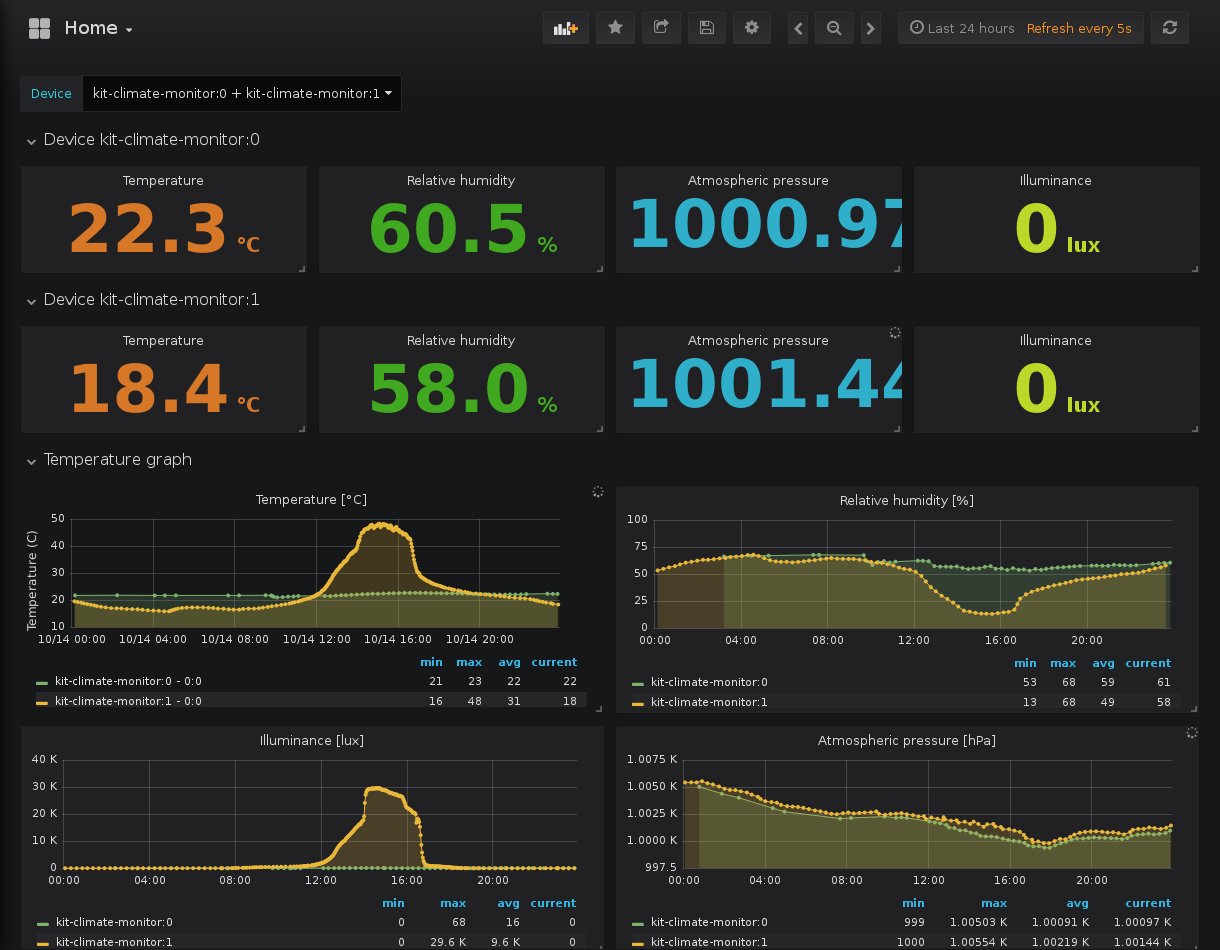 Home
Last 24 hours Refresh every 5s
Device kit-climate-monitor:0 + kit-climate-monitor:1
Device kit-climate-monitor:0
Temperature Relative humidity Atmospheric pressure Illuminance
22.3 °C 60.5 % 1000.97 0 lux
Device kit-climate-monitor:1
Temperature Relative humidity Atmospheric pressure Illuminance
18.4 °C 58.0 % 1001.44 0 lux
Temperature graph
Temperature [°C]
Temperature (C)
50
40
30
20
10
10/14 00:00 10/14 04:00 10/14 08:00 10/14 12:00 10/14 16:00 10/14 20:00
min max avg current
kit-climate-monitor:0 - 0:0 21 23 22 22
kit-climate-monitor:1 - 0:0 16 48 31 18
Relative humidity [%]
100
75
50
25
0
00:00 04:00 08:00 12:00 16:00 20:00
min max avg current
kit-climate-monitor:0 53 68 59 61
kit-climate-monitor:1 13 68 49 58
Illuminance [lux]
40 K
30 K
20 K
10 K
0
00:00 04:00 08:00 12:00 16:00 20:00
min max avg current
kit-climate-monitor:0 0 68 16 0
kit-climate-monitor:1 0 29.6 K 9.6 K 0
Atmospheric pressure [hPa]
1.0075 K
1.0050 K
1.0025 K
1.0000 K
997.5
00:00 04:00 08:00 12:00 16:00 20:00
min max avg current
kit-climate-monitor:0 999 1.00503 K 1.00091 K 1.00097 K
kit-climate-monitor:1 1000 1.00554 K 1.00219 K 1.00144 K